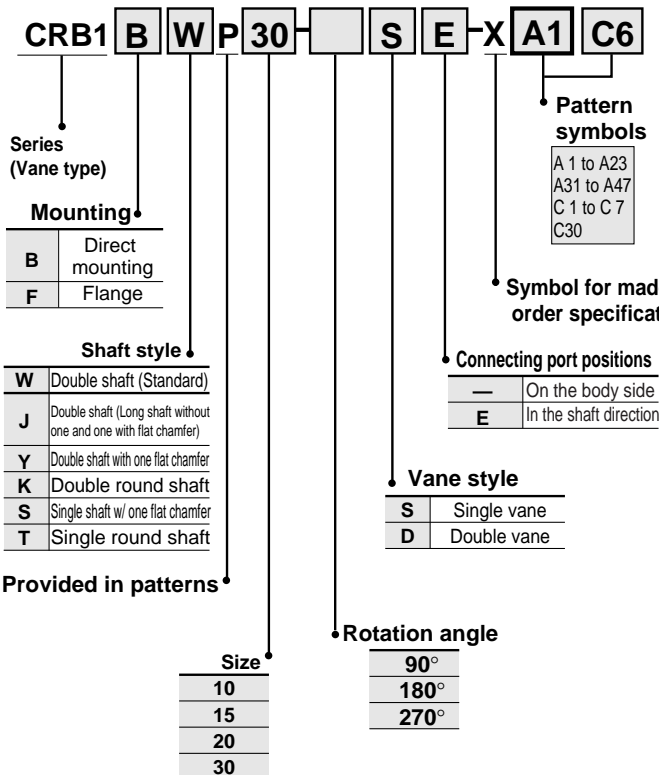 CRB1 B W P 30 - S E - X A1 C6
Pattern
symbols
A 1 to A23
A31 to A47
C 1 to C 7
C30
Series
(Vane type)
Mounting
B Direct
mounting
F Flange
Symbol for mad
order specificat
Shaft style
W Double shaft (Standard)
J Double shaft (Long shaft without
one and one with flat chamfer)
Y Double shaft with one flat chamfer
K Double round shaft
S Single shaft w/ one flat chamfer
T Single round shaft
Connecting port positions
— On the body side
E In the shaft direction
Vane style
S Single vane
D Double vane
Provided in patterns
Rotation angle
90°
180°
270°
Size
10
15
20
30